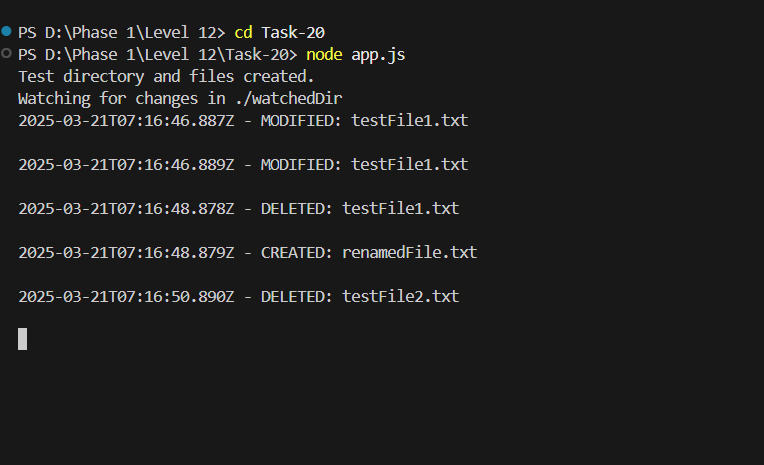 PS D:\Phase 1\Level 12> cd Task-20
PS D:\Phase 1\Level 12\Task-20> node app.js
Test directory and files created.
Watching for changes in ./watchedDir
2025-03-21T07:16:46.887Z - MODIFIED: testFile1.txt
2025-03-21T07:16:46.889Z - MODIFIED: testFile1.txt
2025-03-21T07:16:48.878Z - DELETED: testFile1.txt
2025-03-21T07:16:48.879Z - CREATED: renamedFile.txt
2025-03-21T07:16:50.890Z - DELETED: testFile2.txt